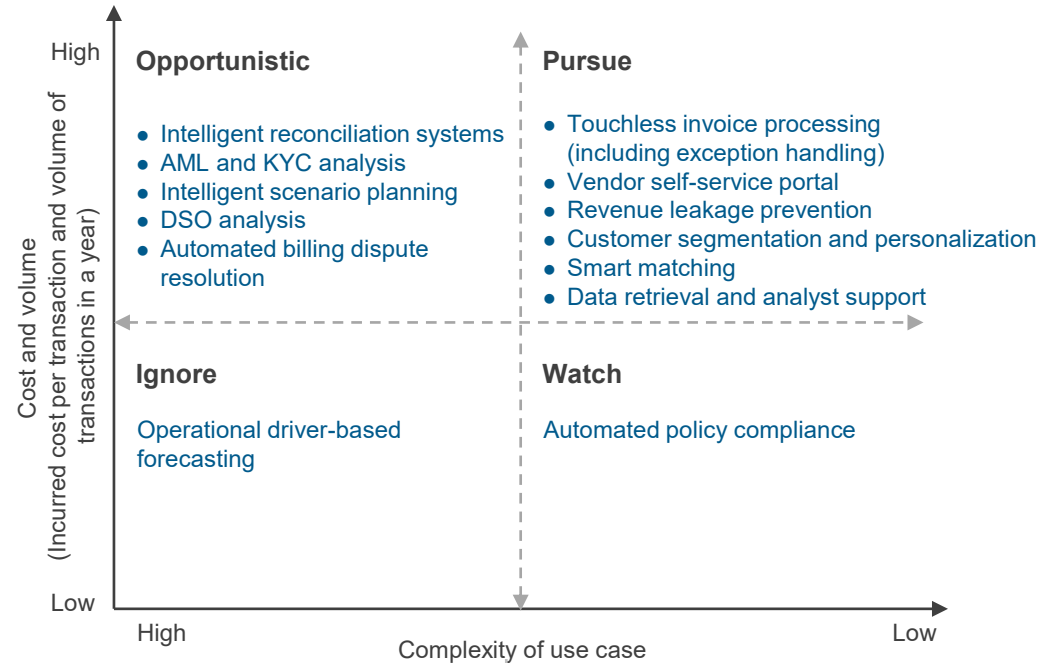 High
Opportunistic
● Intelligent reconciliation systems
● AML and KYC analysis
● Intelligent scenario planning
● DSO analysis
● Automated billing dispute
resolution
Pursue
● Touchless invoice processing
(including exception handling)
● Vendor self-service portal
● Revenue leakage prevention
● Customer segmentation and personalization
● Smart matching
● Data retrieval and analyst support
Cost and volume
(Incurred cost per transaction and volume of
transactions in a year)
Ignore
Operational driver-based
forecasting
Watch
Automated policy compliance
Low
High
Complexity of use case
Low